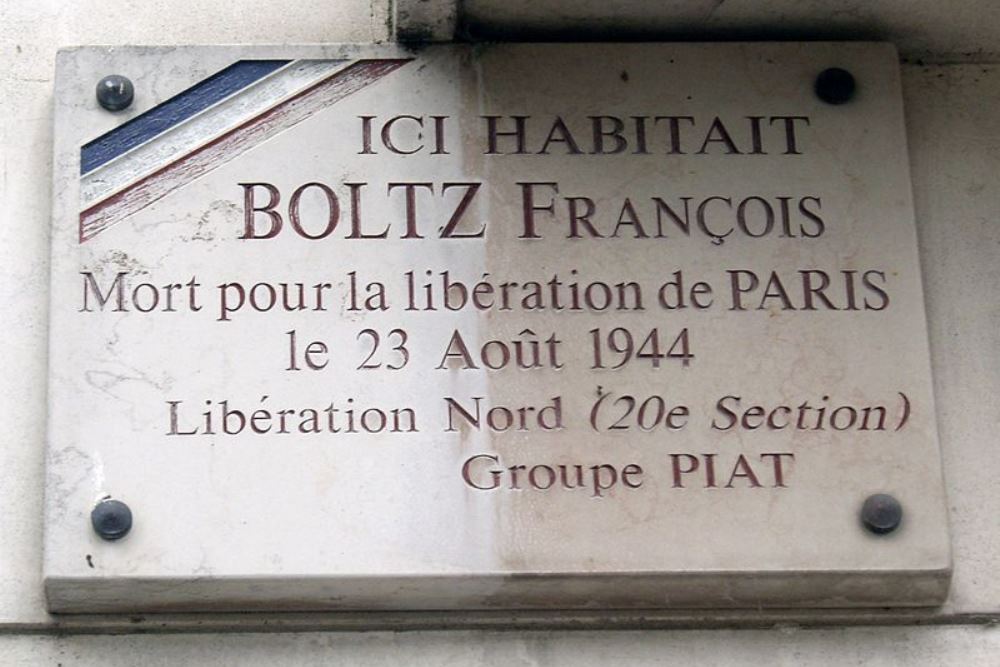 ICI HABITAIT
BOLTZ FRANÇOIS
Mort pour la libération de PARIS
le 23 Août 1944
Libération Nord (20e Section)
Groupe PIAT